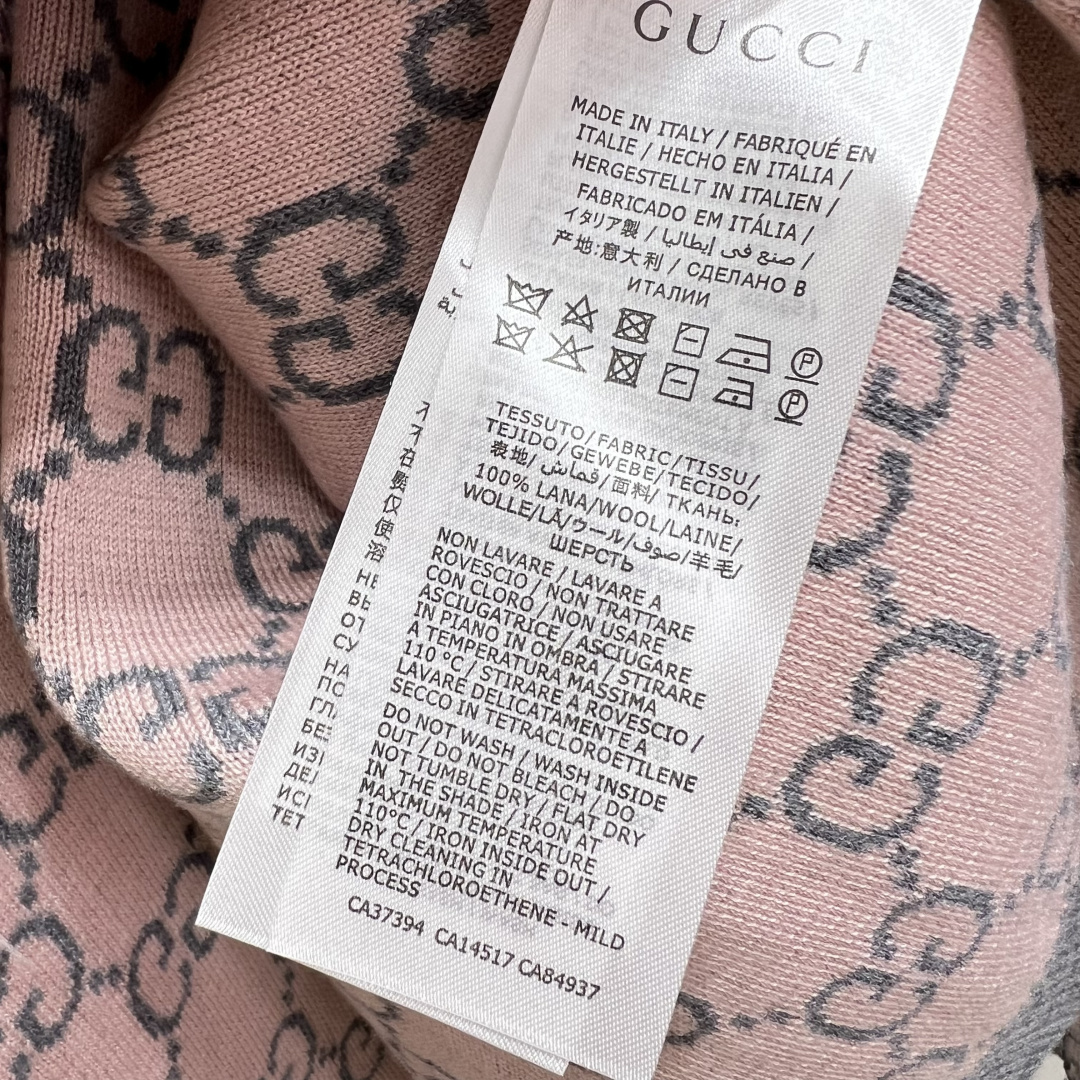 GUCCI
MADE IN ITALY / FABRIQUÉ EN
ITALIE / HECHO EN ITALIA /
HERGESTELLT IN ITALIEN /
FABRICADO EM ITÁLIA /
イタリア製 / صنع في إيطاليا /
产地:意大利 / СДЕЛАНО В
ИТАЛИИ
TESSUTO/FABRIC/TISSU/
TEJIDO/GEWEBE/TECIDO/
表地/ قماش/面料/ ТКАНЬ:
100% LANA/WOOL/LAINE/
WOLLE/LÃ/ウール/صوف/羊毛/
ШЕРСТЬ
NON LAVARE / LAVARE A
ROVESCIO / NON TRATTARE
CON CLORO / NON USARE
ASCIUGATRICE / ASCIUGARE
IN PIANO IN OMBRA / STIRARE
A TEMPERATURA MASSIMA
110 °C / STIRARE A ROVESCIO /
LAVARE DELICATAMENTE A
SECCO IN TETRACLOROETILENE
DO NOT WASH / WASH INSIDE
OUT / DO NOT BLEACH / DO
NOT TUMBLE DRY / FLAT DRY
IN THE SHADE / IRON AT
MAXIMUM TEMPERATURE
110°C / IRON INSIDE OUT /
DRY CLEANING IN
TETRACHLOROETHENE - MILD
PROCESS
CA37394 CA14517 CA84937